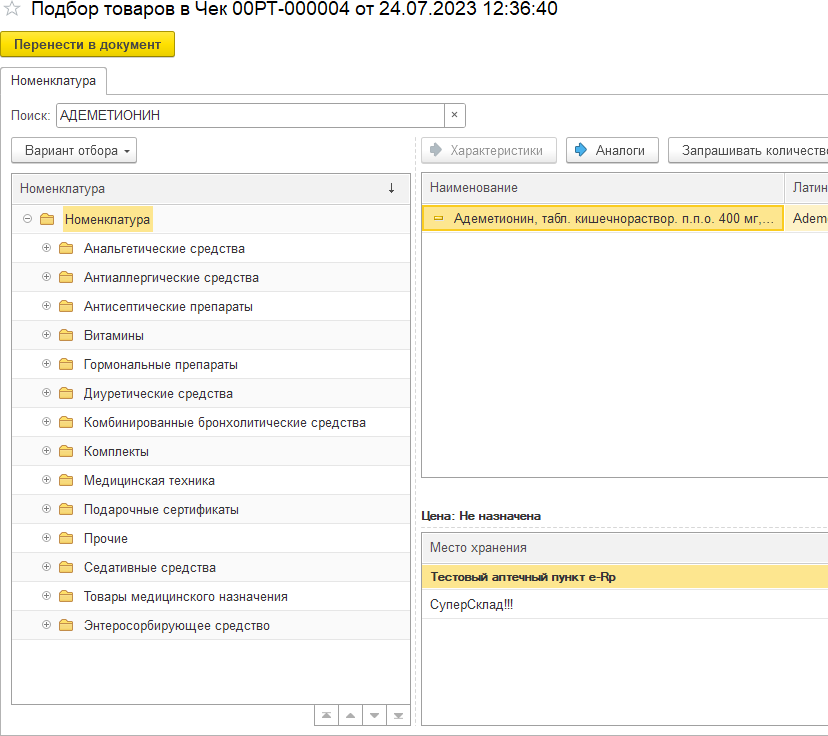 Подбор товаров в Чек 00РТ-000004 от 24.07.2023 12:36:40
Перенести в документ
Номенклатура
Поиск: АДЕМЕТИОНИН ×
Вариант отбора
Характеристики Аналоги Запрашивать количеств
Номенклатура ↓
Номенклатура
Анальгетические средства
Антиаллергические средства
Антисептические препараты
Витамины
Гормональные препараты
Диуретические средства
Комбинированные бронхолитические средства
Комплекты
Медицинская техника
Подарочные сертификаты
Прочие
Седативные средства
Товары медицинского назначения
Энтеросорбирующее средство
Наименование Латин
Адеметионин, табл. кишечнораствор. п.п.о. 400 мг,... Adem
Цена: Не назначена
Место хранения
Тестовый аптечный пункт e-Rp
СуперСклад!!!